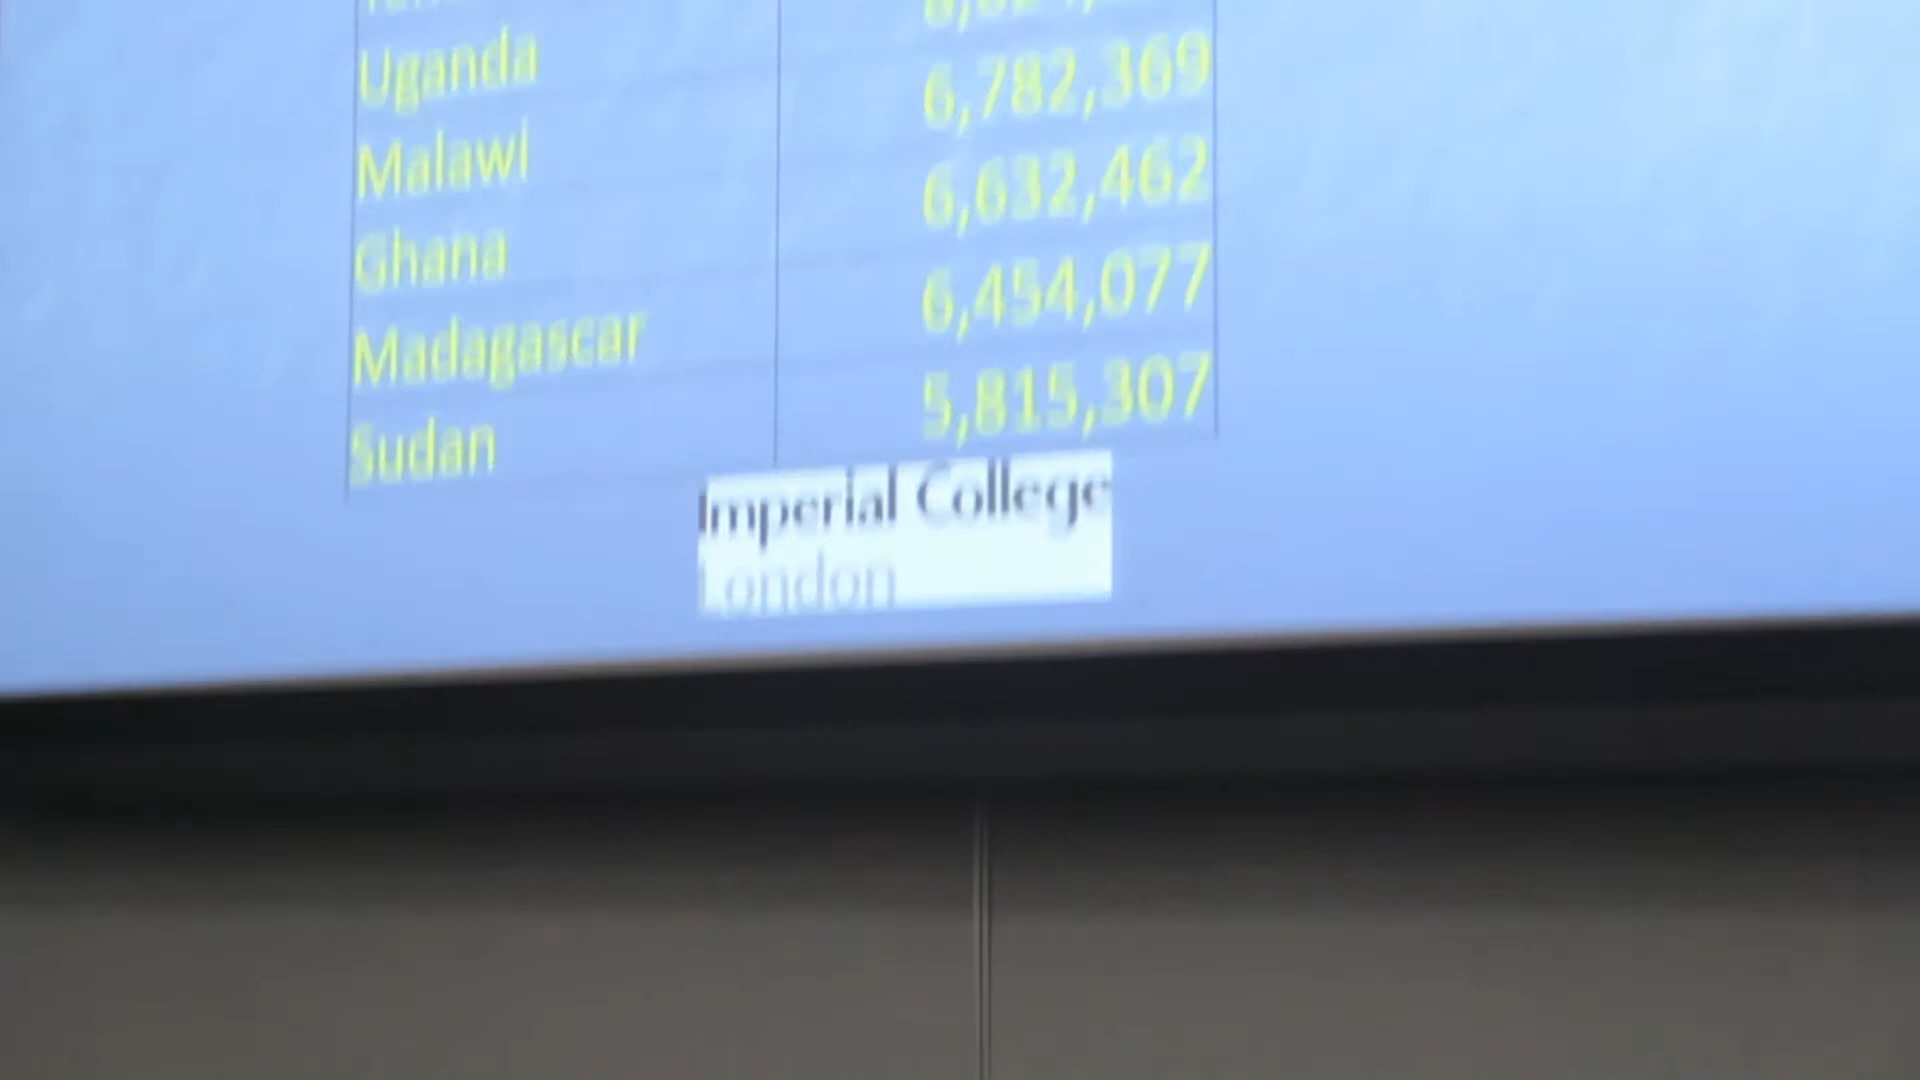 Uganda
Malawi 6,782,369
Ghana 6,632,462
Madagascar 6,454,077
Sudan 5,815,307
Imperial College
London